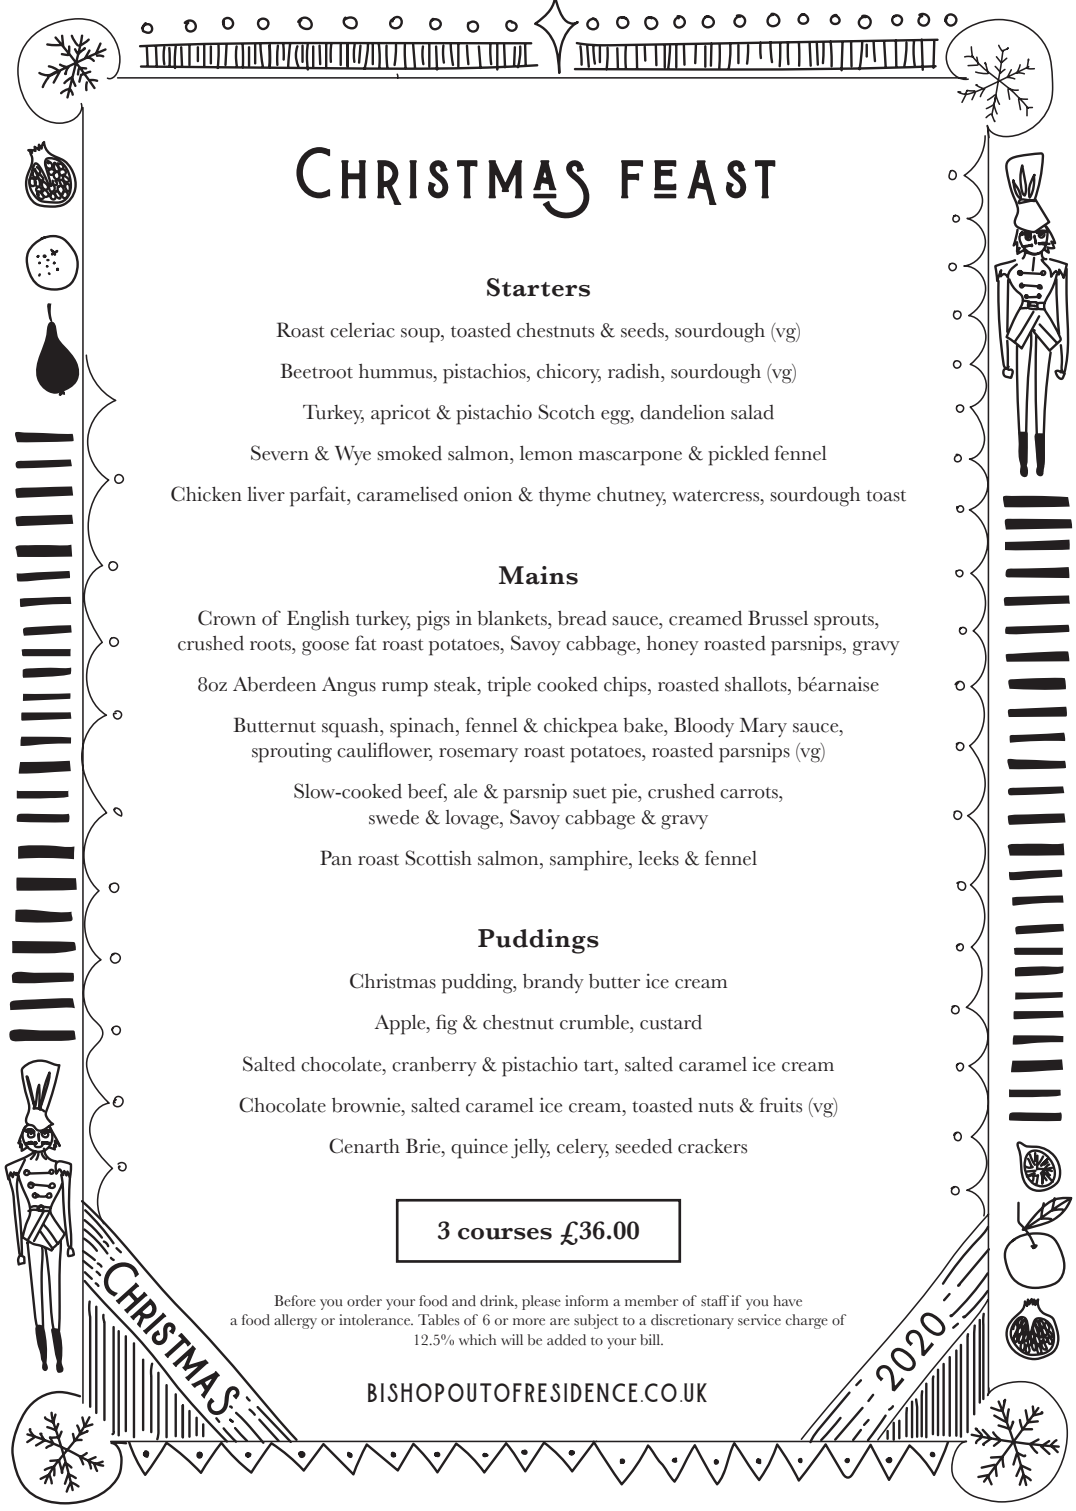 CHRISTMAS FEAST
Starters
Roast celeriac soup, toasted chestnuts & seeds, sourdough (vg)
Beetroot hummus, pistachios, chicory, radish, sourdough (vg)
Turkey, apricot & pistachio Scotch egg, dandelion salad
Severn & Wye smoked salmon, lemon mascarpone & pickled fennel
Chicken liver parfait, caramelised onion & thyme chutney, watercress, sourdough toast
Mains
Crown of English turkey, pigs in blankets, bread sauce, creamed Brussel sprouts,
crushed roots, goose fat roast potatoes, Savoy cabbage, honey roasted parsnips, gravy
8oz Aberdeen Angus rump steak, triple cooked chips, roasted shallots, béarnaise
Butternut squash, spinach, fennel & chickpea bake, Bloody Mary sauce,
sprouting cauliflower, rosemary roast potatoes, roasted parsnips (vg)
Slow-cooked beef, ale & parsnip suet pie, crushed carrots,
swede & lovage, Savoy cabbage & gravy
Pan roast Scottish salmon, samphire, leeks & fennel
Puddings
Christmas pudding, brandy butter ice cream
Apple, fig & chestnut crumble, custard
Salted chocolate, cranberry & pistachio tart, salted caramel ice cream
Chocolate brownie, salted caramel ice cream, toasted nuts & fruits (vg)
Cenarth Brie, quince jelly, celery, seeded crackers
3 courses £36.00
Before you order your food and drink, please inform a member of staff if you have
a food allergy or intolerance. Tables of 6 or more are subject to a discretionary service charge of
12.5% which will be added to your bill.
CHRISTMAS
2020
BISHOPOUTOFRESIDENCE.CO.UK